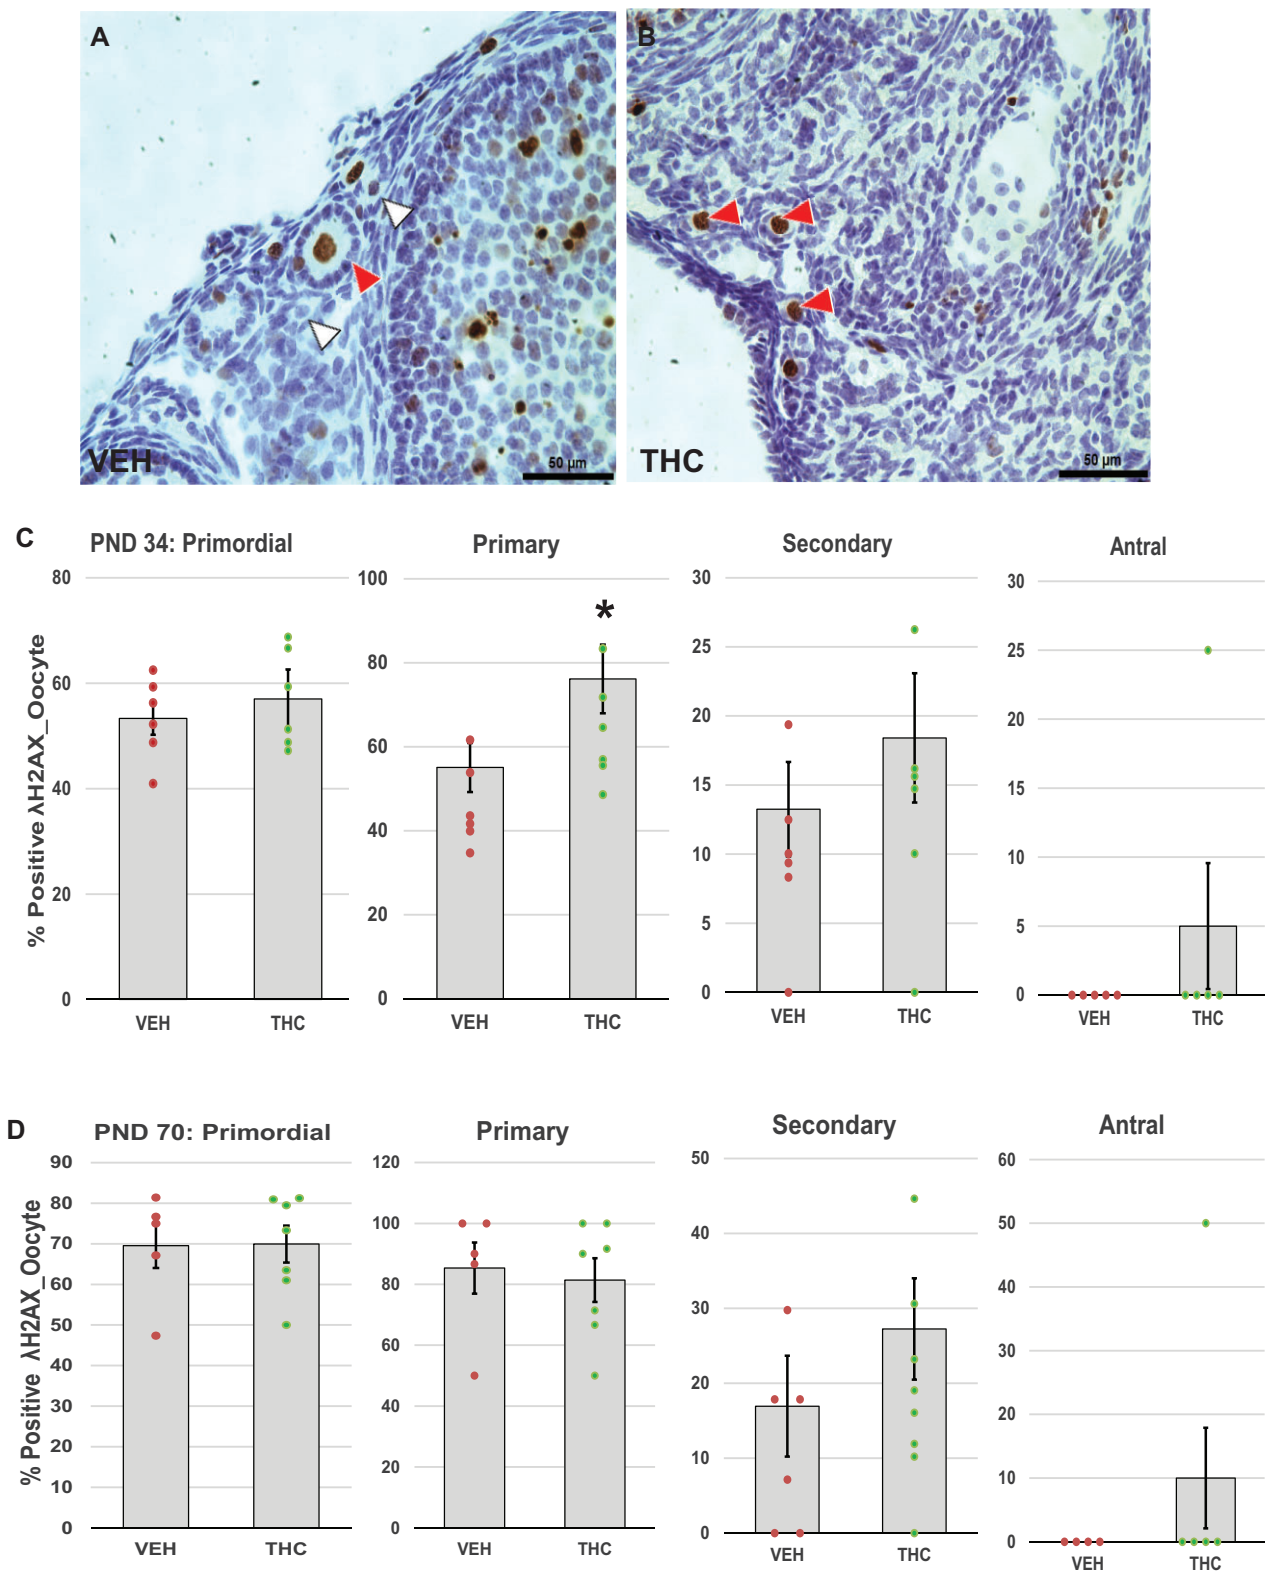 A
B
VEH
50 µm
THC
50 µm
C
PND 34: Primordial
Primary
Secondary
Antral
% Positive λH2AX_Oocyte
80
60
40
20
0
VEH
THC
100
80
60
40
20
0
*
VEH
THC
30
25
20
15
10
5
0
VEH
THC
30
25
20
15
10
5
0
VEH
THC
D
PND 70: Primordial
Primary
Secondary
Antral
% Positive λH2AX_Oocyte
90
80
70
60
50
40
30
20
10
0
VEH
THC
120
100
80
60
40
20
0
VEH
THC
50
40
30
20
10
0
VEH
THC
60
50
40
30
20
10
0
VEH
THC